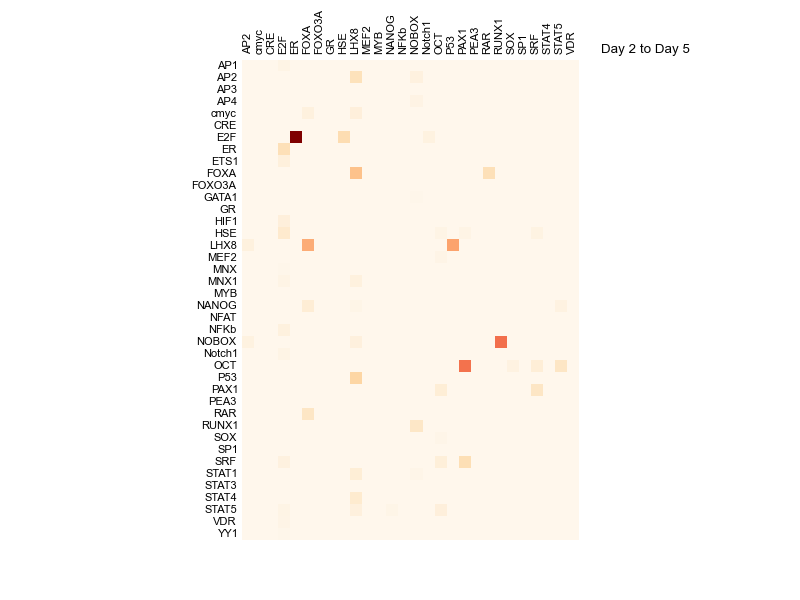 AP2 cmyc CRE E2F ER FOXA FOXO3A GR HSE LHX8 MEF2 MYB NANOG NFKb NOBOX Notch1 OCT P53 PAX1 PEA3 RAR RUNX1 SOX SP1 SRF STAT4 STAT5 VDR
Day 2 to Day 5
AP1
AP2
AP3
AP4
cmyc
CRE
E2F
ER
ETS1
FOXA
FOXO3A
GATA1
GR
HIF1
HSE
LHX8
MEF2
MNX
MNX1
MYB
NANOG
NFAT
NFKb
NOBOX
Notch1
OCT
P53
PAX1
PEA3
RAR
RUNX1
SOX
SP1
SRF
STAT1
STAT3
STAT4
STAT5
VDR
YY1